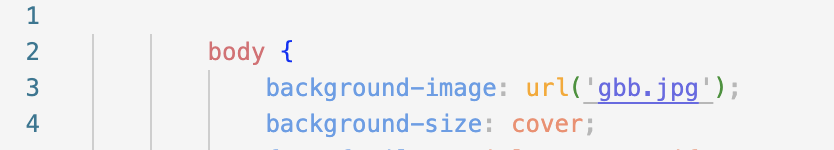 1
2 body {
3 background-image: url('gbb.jpg');
4 background-size: cover;